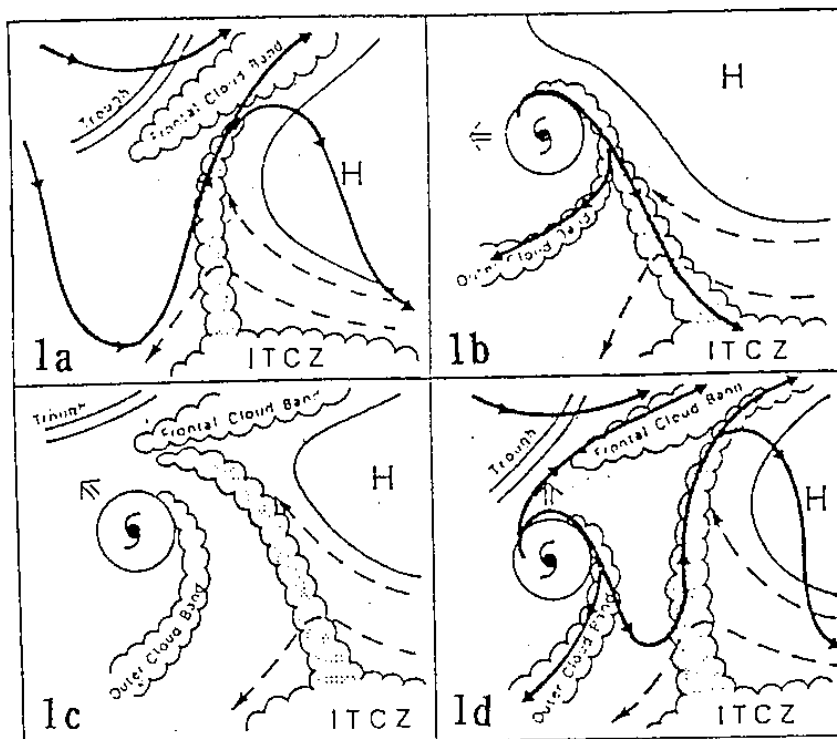 Trough
Frontal Cloud Band
H
1a
ITCZ
H
Outer Cloud Band
1b
ITCZ
Trough
Frontal Cloud Band
H
Outer Cloud Band
1c
ITCZ
Trough
Frontal Cloud Band
H
Outer Cloud Band
1d
ITCZ